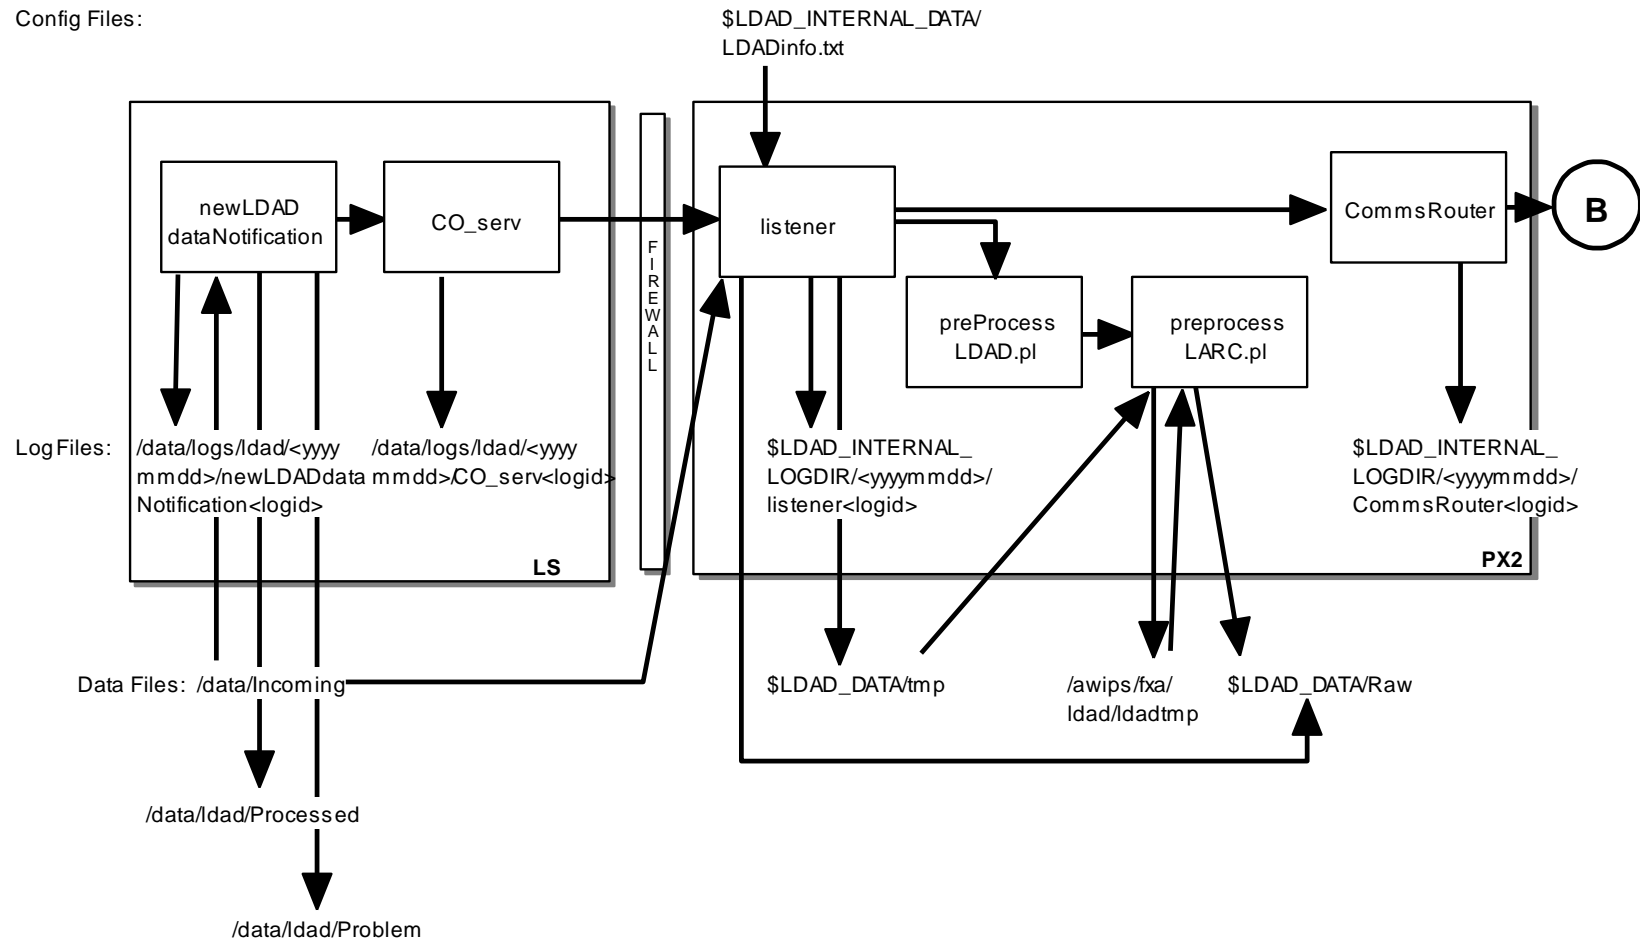 Config Files:
$LDAD_INTERNAL_DATA/
LDADinfo.txt
newLDAD
dataNotification
CO_serv
FIREWALL
listener
CommsRouter
B
preProcess
LDAD.pl
preprocess
LARC.pl
Log Files:
/data/logs/ldad/<yyyy
mmdd>/newLDADdata
Notification<logid>
/data/logs/ldad/<yyyy
mmdd>/CO_serv<logid>
$LDAD_INTERNAL_
LOGDIR/<yyyymmdd>/
listener<logid>
$LDAD_INTERNAL_
LOGDIR/<yyyymmdd>/
CommsRouter<logid>
LS
PX2
Data Files: /data/Incoming
$LDAD_DATA/tmp
/awips/fxa/
ldad/ldadtmp
$LDAD_DATA/Raw
/data/ldad/Processed
/data/ldad/Problem